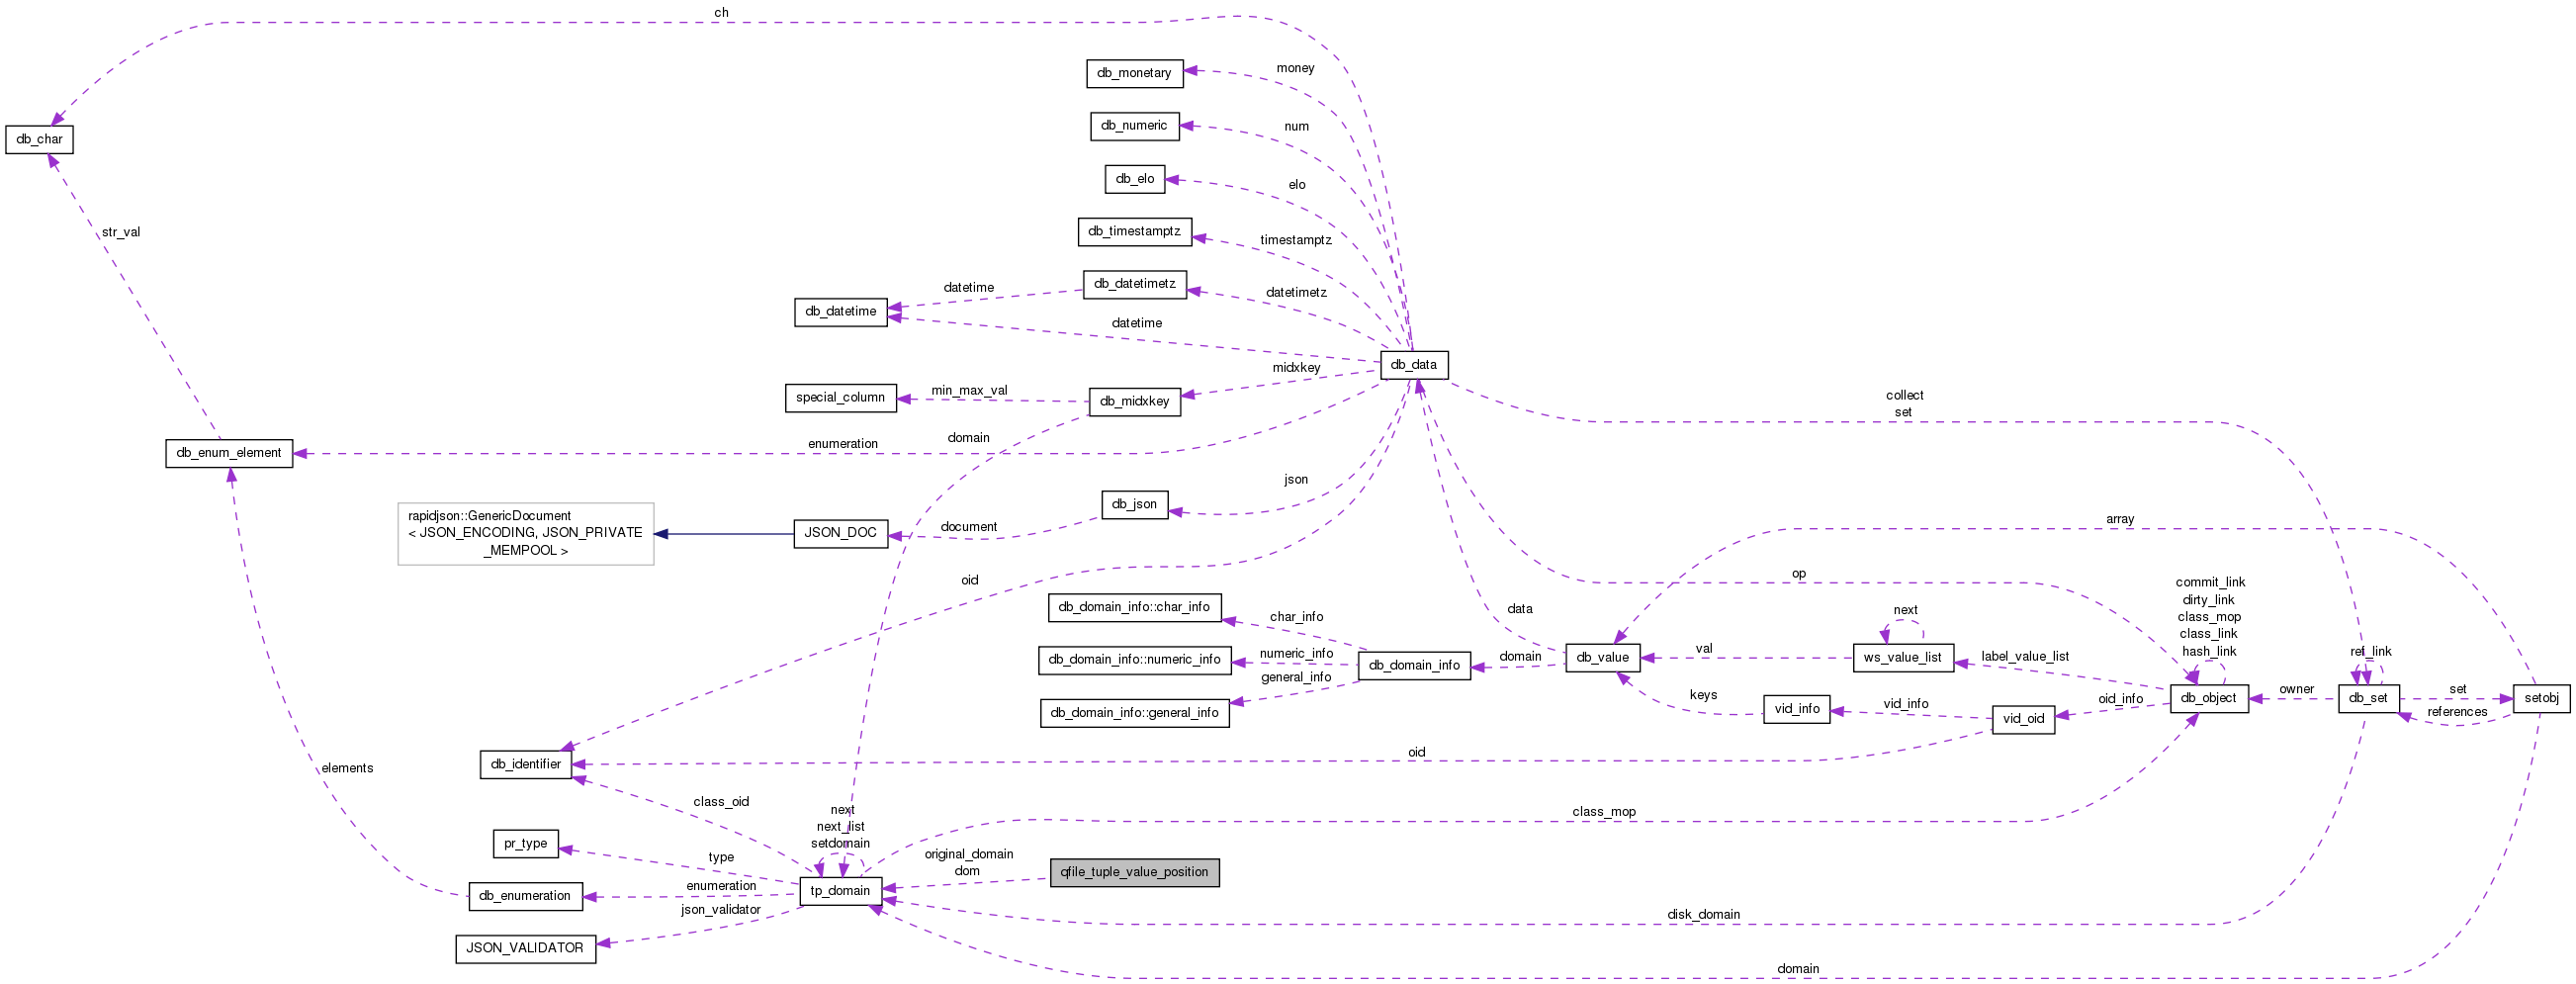 ch
db_monetary
money
db_char
db_numeric
num
db_elo
elo
str_val
db_timestamptz
timestamptz
db_datetimetz
datetimetz
datetime
db_datetime
datetime
db_data
midxkey
special_column
min_max_val
db_midxkey
collect
set
db_enum_element
enumeration
domain
json
db_json
rapidjson::GenericDocument
< JSON_ENCODING, JSON_PRIVATE
_MEMPOOL >
JSON_DOC
document
array
oid
op
commit_link
dirty_link
class_mop
class_link
hash_link
db_domain_info::char_info
char_info
data
next
db_domain_info::numeric_info
numeric_info
db_domain_info
domain
db_value
val
ws_value_list
label_value_list
ref_link
general_info
db_domain_info::general_info
keys
vid_info
vid_info
vid_oid
oid_info
db_object
owner
db_set
set
references
setobj
db_identifier
oid
elements
class_oid
next
next_list
setdomain
class_mop
pr_type
type
original_domain
dom
qfile_tuple_value_position
db_enumeration
enumeration
tp_domain
json_validator
disk_domain
JSON_VALIDATOR
domain